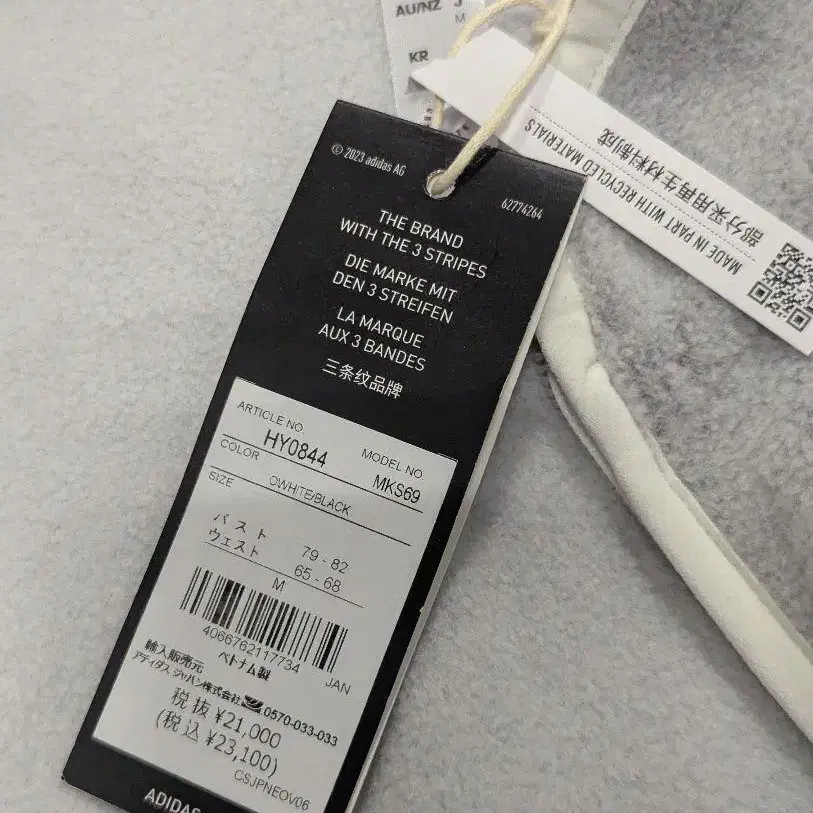 AU/NZ
M
KR
© 2023 adidas AG
62774264
THE BRAND
WITH THE 3 STRIPES
DIE MARKE MIT
DEN 3 STREIFEN
LA MARQUE
AUX 3 BANDES
三条纹品牌
MADE IN PART WITH RECYCLED MATERIALS
部分采用再生材料制成
ARTICLE NO.
HY0844
MODEL NO.
MKS69
COLOR
OWHITE/BLACK
SIZE
バスト 79 - 82
ウェスト 65 - 68
M
4066762117734
JAN
輸入販売元 ベトナム製
アディダス ジャパン株式会社 0570-033-033
税抜 ¥21,000
(税込 ¥23,100)
CSJPNEOV06
ADIDAS